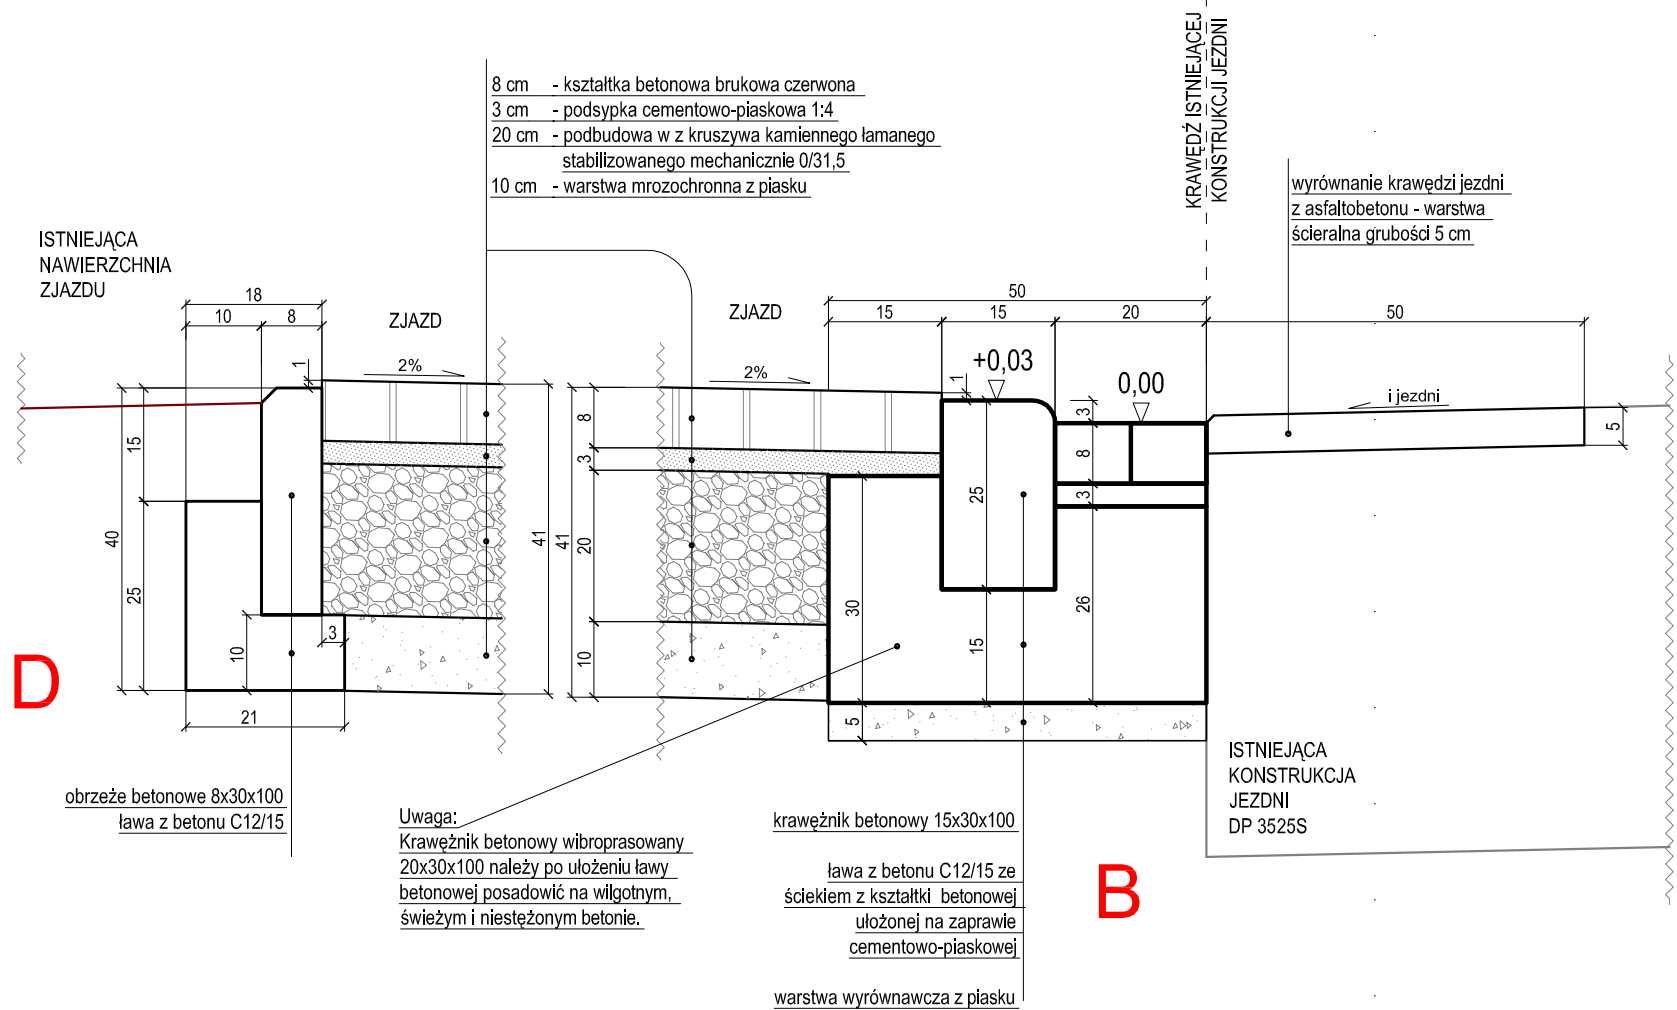 KRAWĘDŹ ISTNIEJĄCEJ
KONSTRUKCJI JEZDNI
8 cm - kształtka betonowa brukowa czerwona
3 cm - podsypka cementowo-piaskowa 1:4
20 cm - podbudowa w z kruszywa kamiennego łamanego
stabilizowanego mechanicznie 0/31,5
10 cm - warstwa mrozochronna z piasku
wyrównanie krawędzi jezdni
z asfaltobetonu - warstwa
ścieralna grubości 5 cm
ISTNIEJĄCA
NAWIERZCHNIA
ZJAZDU
18
10 8
ZJAZD
ZJAZD
50
15 15 20 50
1
2%
2%
1
+0,03
0,00
i jezdni
3
5
15
40
25
10
3
21
41
41
8
3
20
10
30
5
25
15
8
3
26
D
B
ISTNIEJĄCA
KONSTRUKCJA
JEZDNI
DP 3525S
obrzeże betonowe 8x30x100
ława z betonu C12/15
Uwaga:
Krawężnik betonowy wibroprasowany
20x30x100 należy po ułożeniu ławy
betonowej posadowić na wilgotnym,
świeżym i niestężonym betonie.
krawężnik betonowy 15x30x100
ława z betonu C12/15 ze
ściekiem z kształtki betonowej
ułożonej na zaprawie
cementowo-piaskowej
warstwa wyrównawcza z piasku